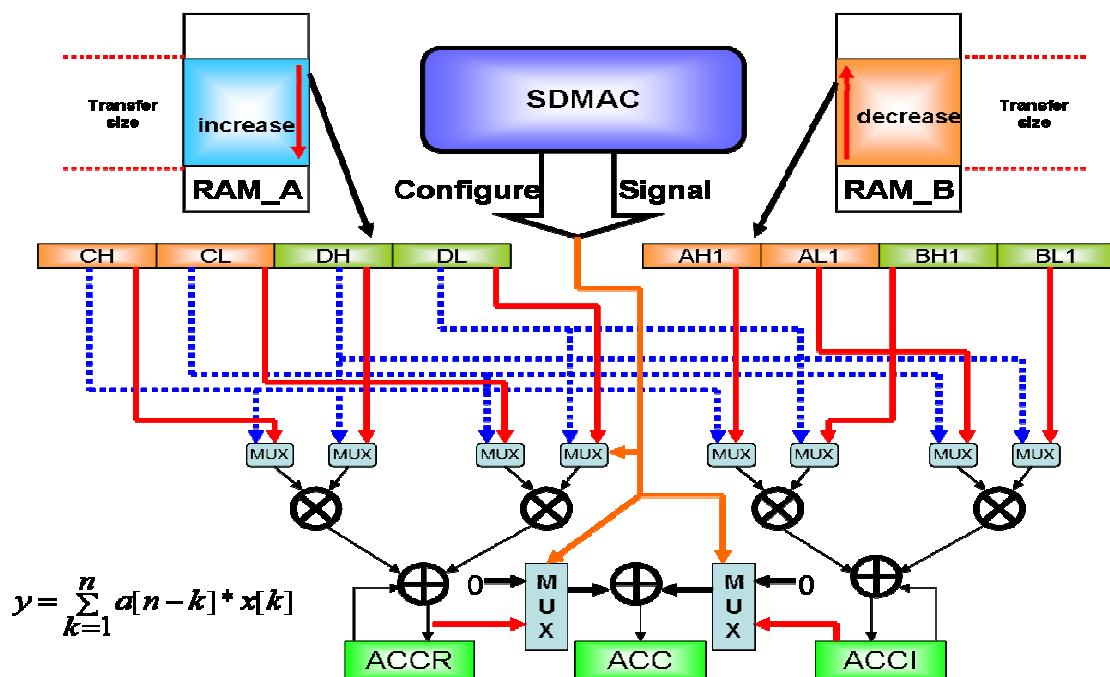 SDMAC
Transfer size
increase
RAM_A
Configure Signal
decrease
RAM_B
Transfer size
CH CL DH DL
AH1 AL1 BH1 BL1
MUX MUX MUX MUX MUX MUX MUX MUX
0 MUX MUX 0
y = n∑k=1 a[n − k] * x[k]
ACCR ACC ACCI